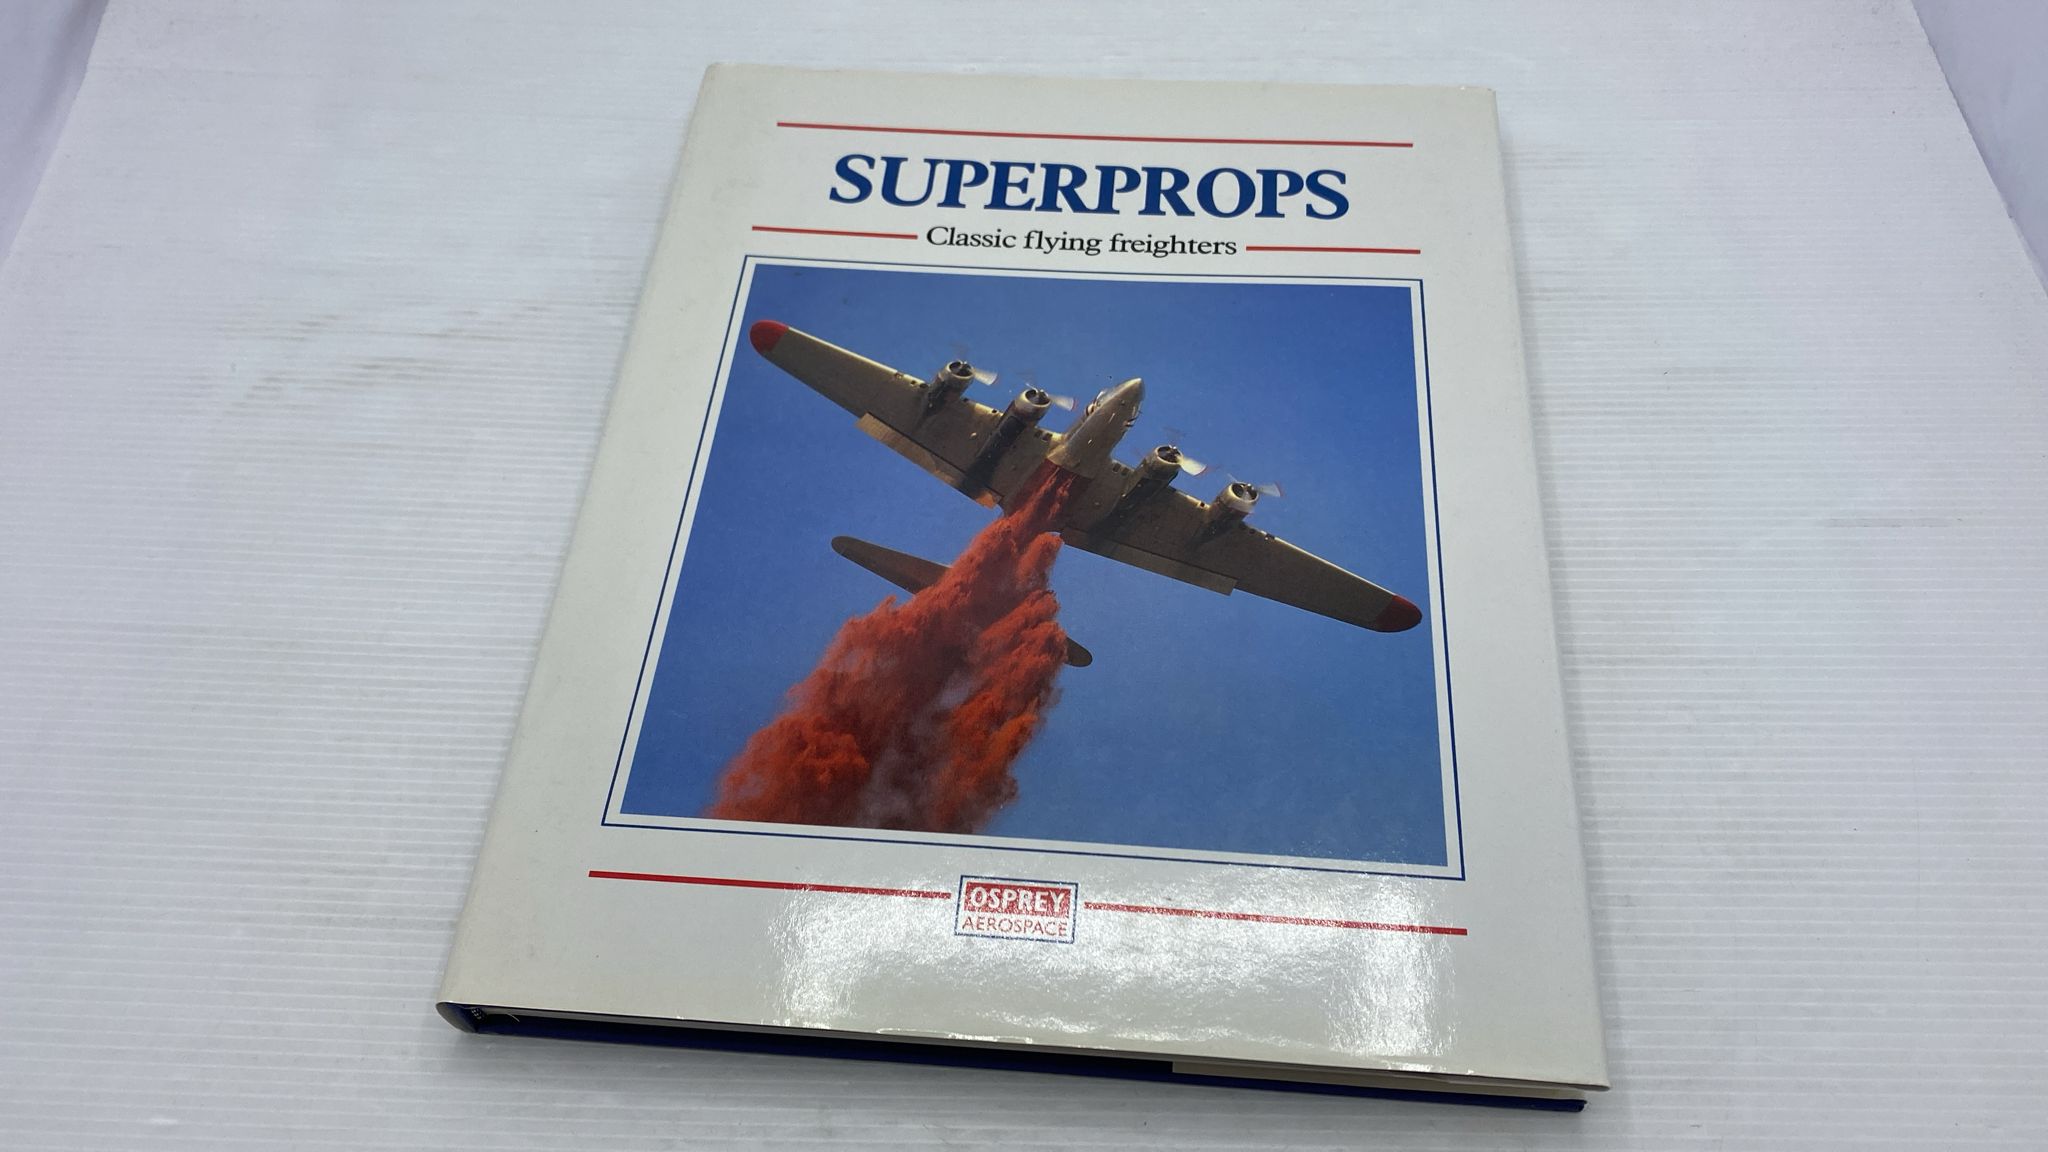 SUPERPROPS
Classic flying freighters
OSPREY
AEROSPACE